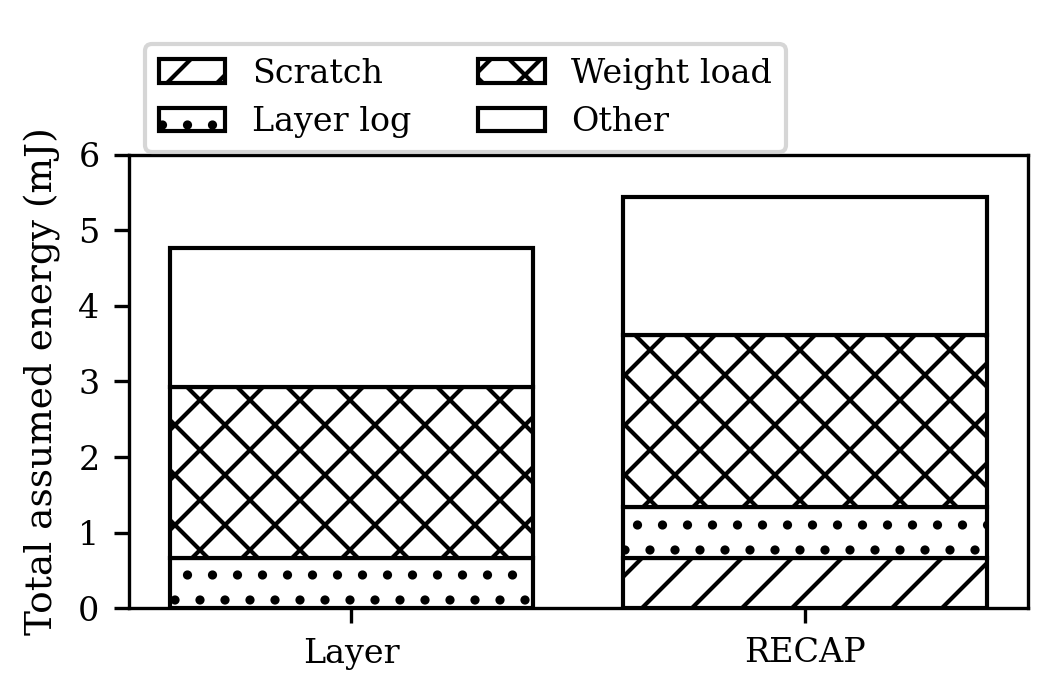 Scratch
Weight load
Layer log
Other
Total assumed energy (mJ)
6
5
4
3
2
1
0
Layer
RECAP